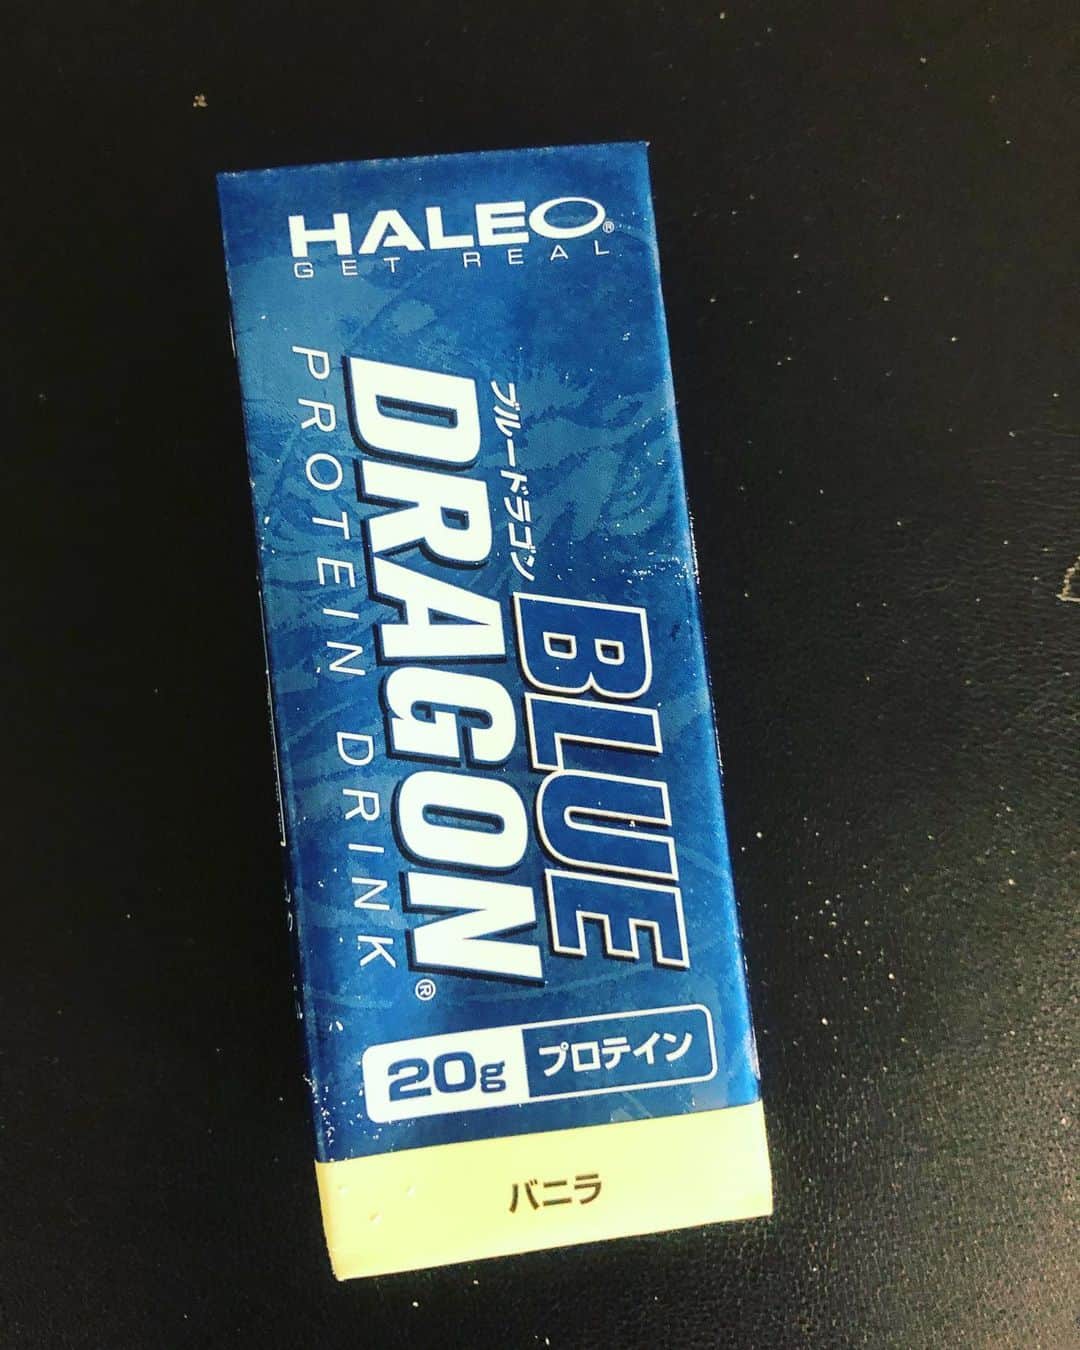 HALEO®
GET REAL
ブルードラゴン
BLUE
DRAGON®
PROTEIN DRINK
20g プロテイン
バニラ